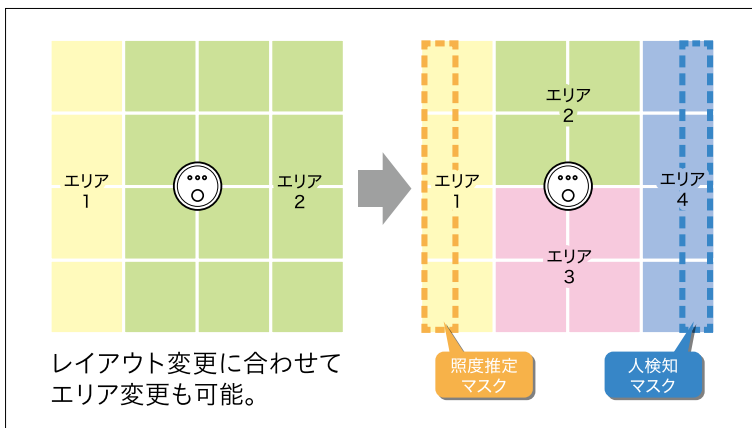 エリア
1
エリア
2
エリア
2
エリア
1
エリア
4
エリア
3
レイアウト変更に合わせて
エリア変更も可能。
照度推定
マスク
人検知
マスク